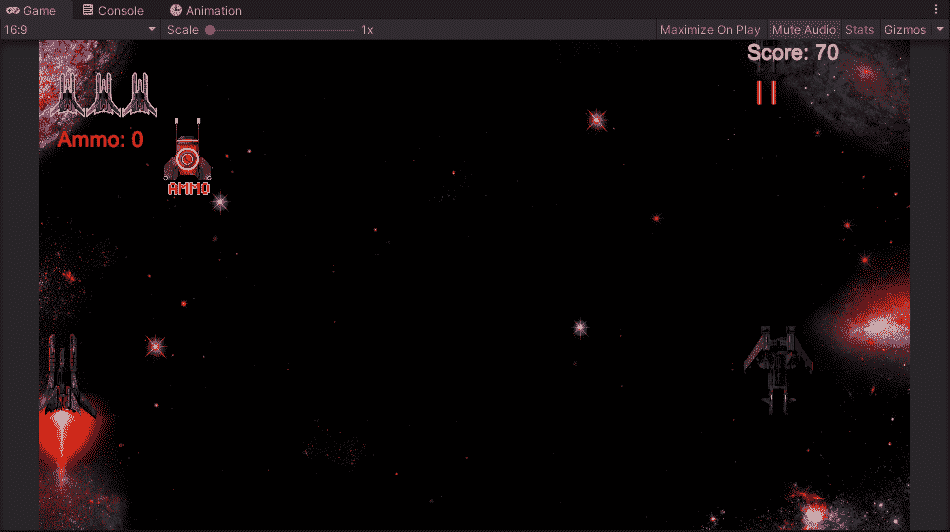 Game Console Animation
16:9 Scale 1x Maximize On Play Mute Audio Stats Gizmos
Score: 70
Ammo: 0
AMMO